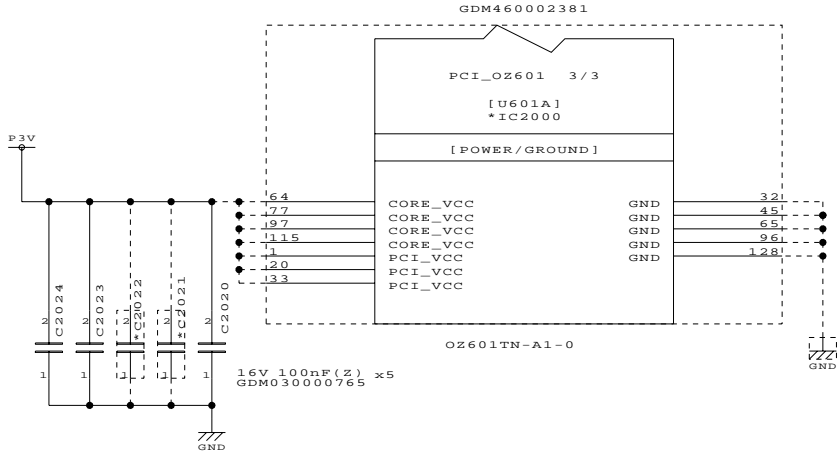 GDM460002381
PCI_OZ601 3/3
[U601A]
*IC2000
[POWER/GROUND]
P3V
64 CORE_VCC GND 32
77 CORE_VCC GND 45
97 CORE_VCC GND 65
115 CORE_VCC GND 96
1 PCI_VCC GND 128
20 PCI_VCC
33 PCI_VCC
2 C2024 1
2 C2023 1
2 *C2022 1
2 *C2021 1
2 C2020 1
OZ601TN-A1-0
GND
16V 100nF(Z) x5
GDM030000765
GND